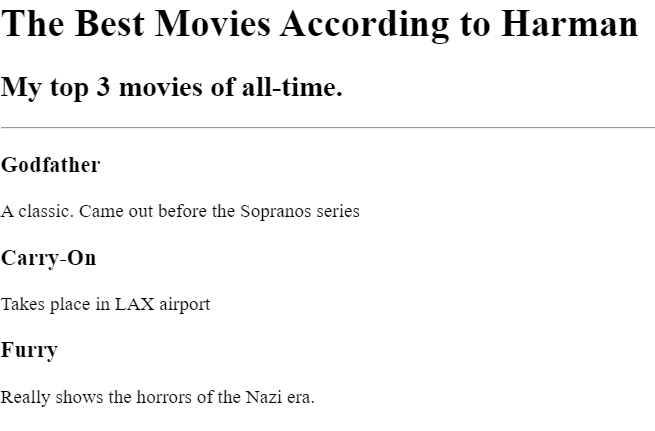 The Best Movies According to Harman
My top 3 movies of all-time.
Godfather
A classic. Came out before the Sopranos series
Carry-On
Takes place in LAX airport
Furry
Really shows the horrors of the Nazi era.